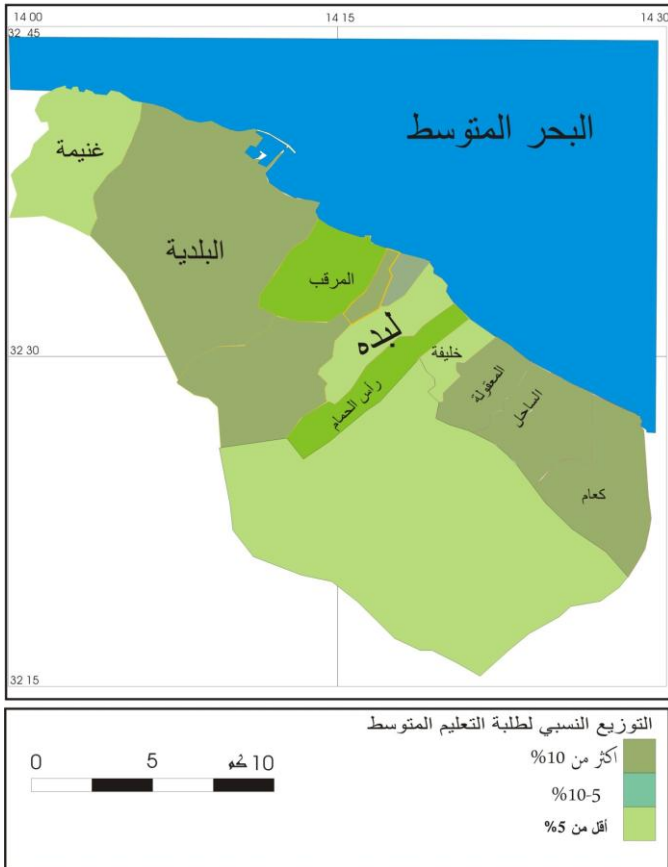 14 00
14 15
14 30
32 45
البحر المتوسط
غنيمة
البلدية
المرقب
لبده
32 30
خليفة
المعقولة
رأس الحمام
الساحل
كعام
32 15
التوزيع النسبي لطلبة التعليم المتوسط
اكثر من 10%
5-10%
أقل من 5%
0
5
10 كم